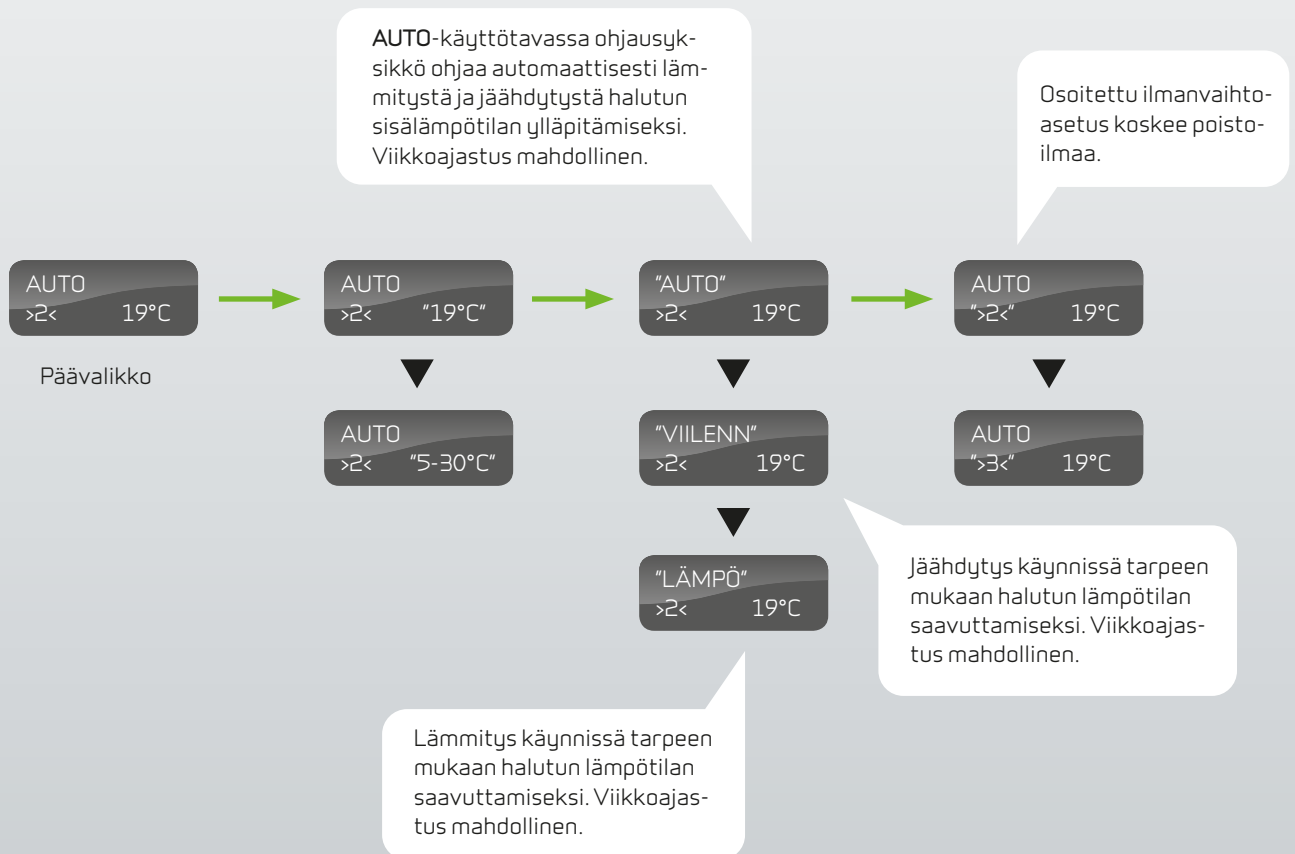 AUTO-käyttötavassa ohjausyk-
sikkö ohjaa automaattisesti läm-
mitystä ja jäähdytystä halutun
sisälämpötilan ylläpitämiseksi.
Viikkoajastus mahdollinen.
Osoitettu ilmanvaihto-
asetus koskee poisto-
ilmaa.
AUTO
>2< 19°C
Päävalikko
AUTO
>2< "19°C"
"AUTO"
>2< 19°C
AUTO
">2<" 19°C
AUTO
>2< "5-30°C"
"VIILENN"
>2< 19°C
AUTO
">3<" 19°C
"LÄMPÖ"
>2< 19°C
Jäähdytys käynnissä tarpeen
mukaan halutun lämpötilan
saavuttamiseksi. Viikkoajas-
tus mahdollinen.
Lämmitys käynnissä tarpeen
mukaan halutun lämpötilan
saavuttamiseksi. Viikkoajas-
tus mahdollinen.